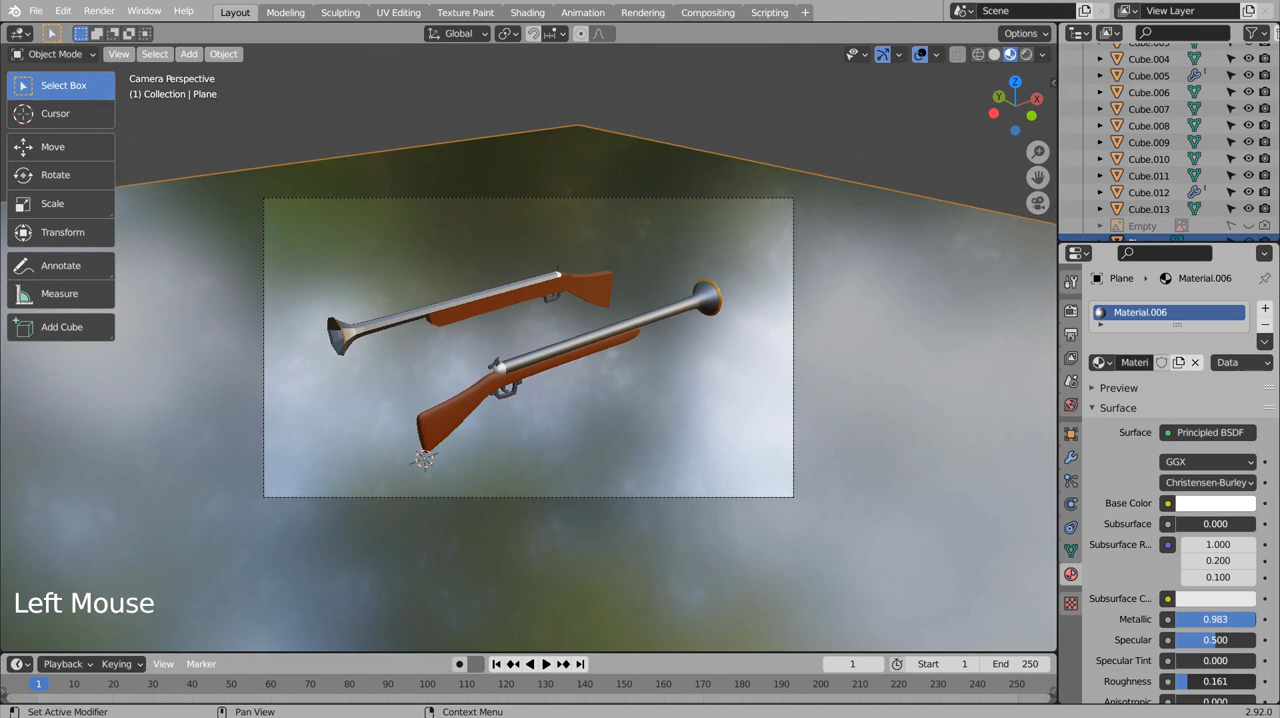 File Edit Render Window Help Layout Modeling Sculpting UV Editing Texture Paint Shading Animation Rendering Compositing Scripting + Scene View Layer
Global Options
Object Mode View Select Add Object
Camera Perspective
(1) Collection | Plane
Select Box
Cursor
Move
Rotate
Scale
Transform
Annotate
Measure
Add Cube
Z
Y
X
Left Mouse
Cube.004
Cube.005
Cube.006
Cube.007
Cube.008
Cube.009
Cube.010
Cube.011
Cube.012
Cube.013
Empty
Plane > Material.006
Material.006
Materi Data
Preview
Surface
Surface Principled BSDF
GGX
Christensen-Burley
Base Color
Subsurface 0.000
Subsurface R... 1.000
0.200
0.100
Subsurface C...
Metallic 0.983
Specular 0.500
Specular Tint 0.000
Roughness 0.161
Anisotropic 0.000
Playback Keying View Marker 1 Start 1 End 250
1 10 20 30 40 50 60 70 80 90 100 110 120 130 140 150 160 170 180 190 200 210 220 230 240 250
Set Active Modifier Pan View Context Menu 2.92.0